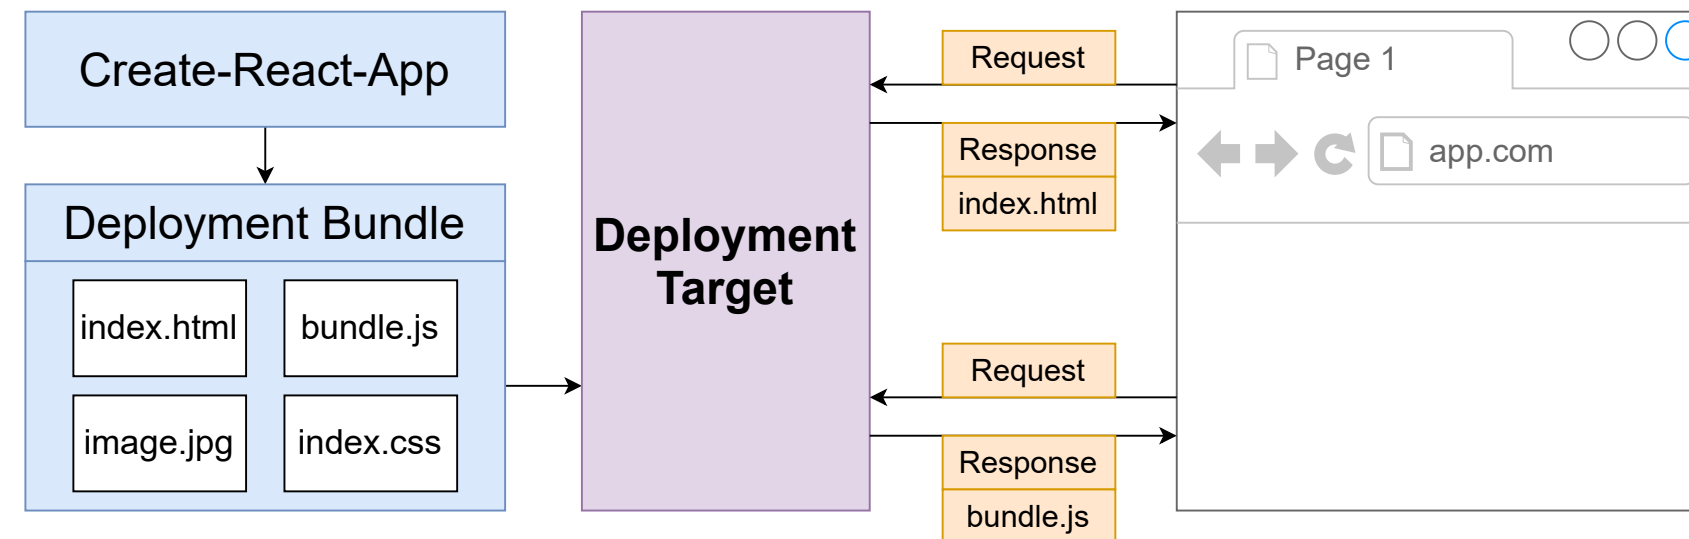 Create-React-App
Deployment Bundle
index.html
bundle.js
image.jpg
index.css
Deployment
Target
Request
Response
index.html
Request
Response
bundle.js
Page 1
app.com